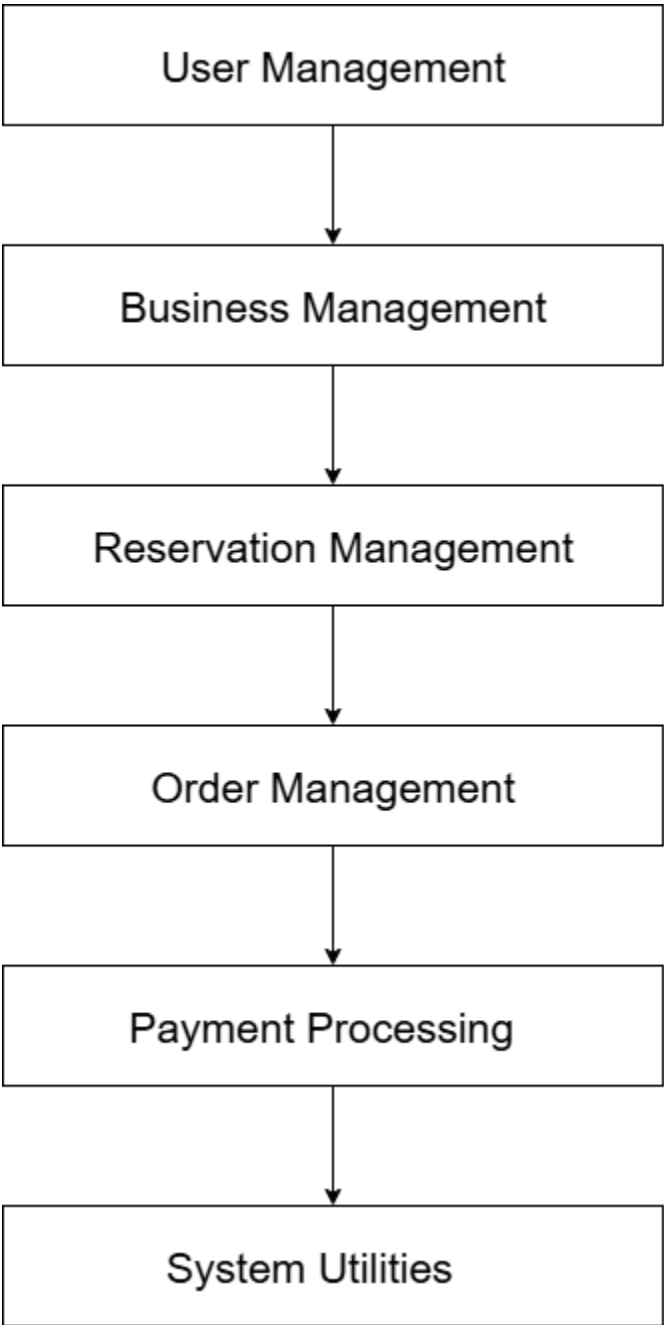 User Management
Business Management
Reservation Management
Order Management
Payment Processing
System Utilities